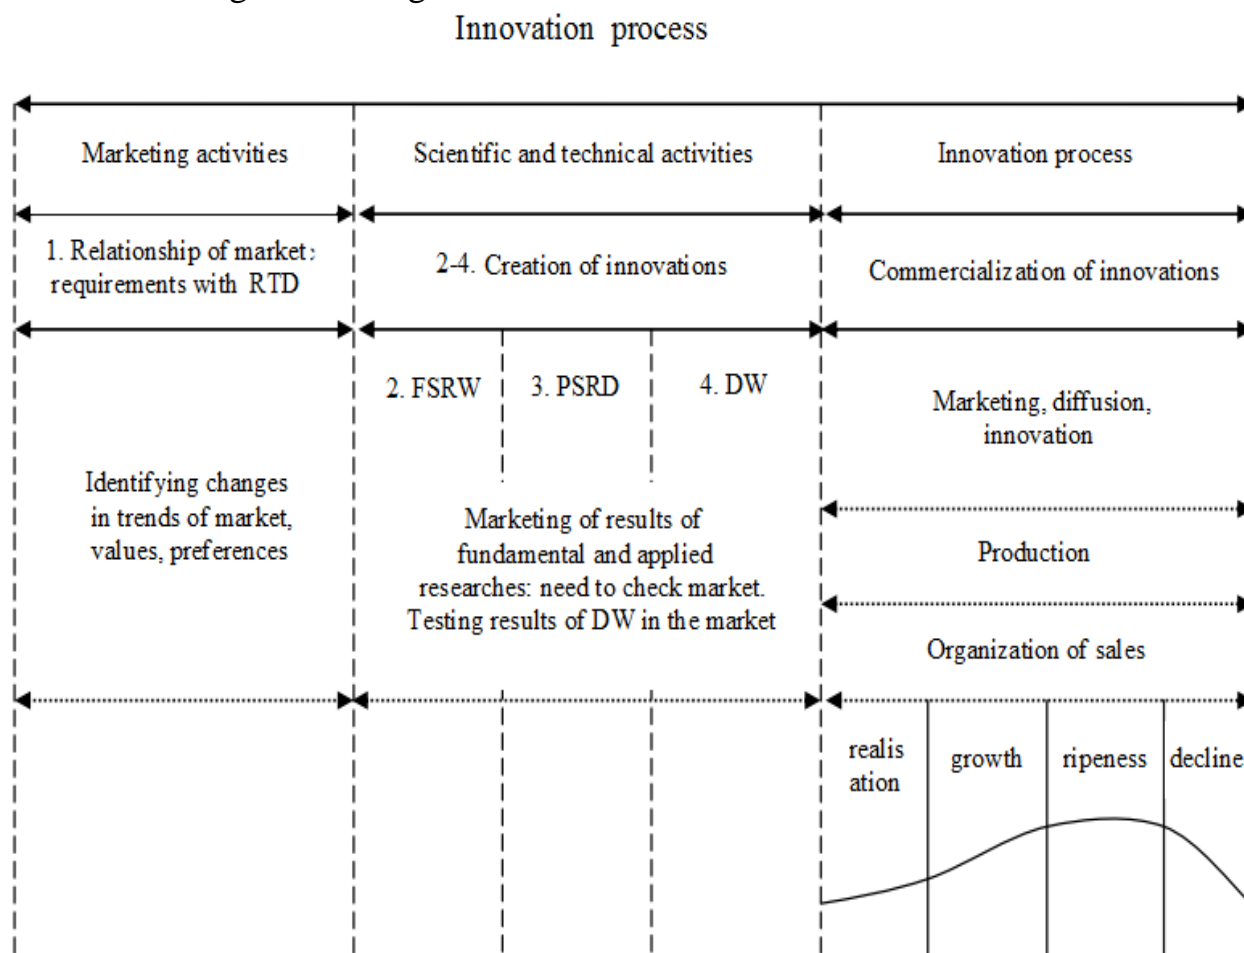 Innovation process
Marketing activities
Scientific and technical activities
Innovation process
1. Relationship of market
requirements with RTD
2-4. Creation of innovations
Commercialization of innovations
2. FSRW
3. PSRD
4. DW
Marketing, diffusion,
innovation
Identifying changes
in trends of market,
values, preferences
Marketing of results of
fundamental and applied
researches: need to check market.
Testing results of DW in the market
Production
Organization of sales
realis
ation
growth
ripeness
decline